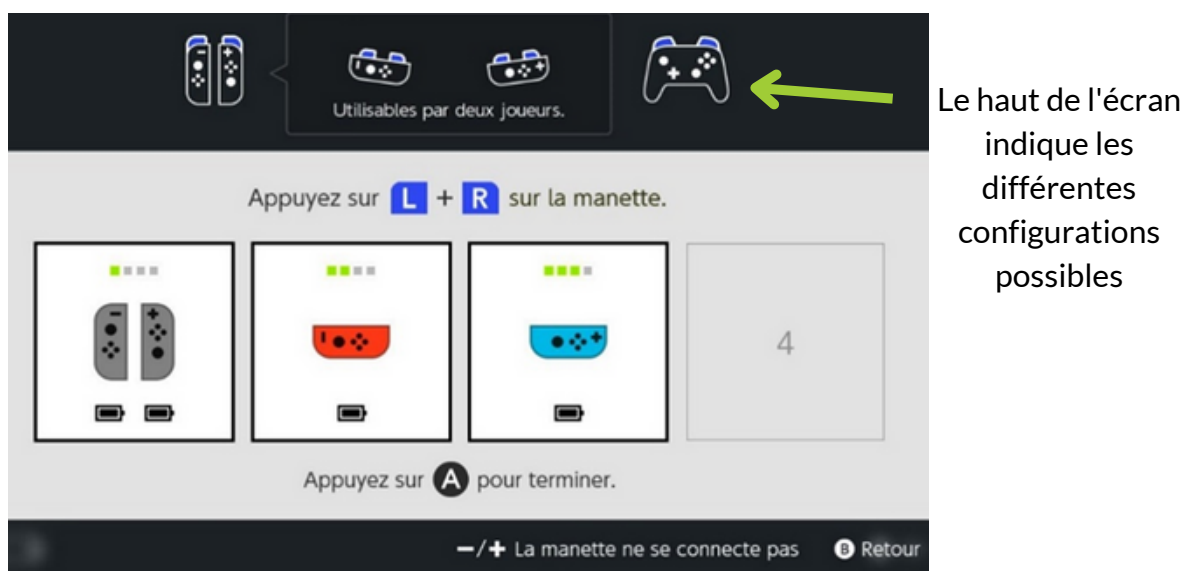 Utilisables par deux joueurs.
Le haut de l'écran
indique les
différentes
configurations
possibles
Appuyez sur L + R sur la manette.
4
Appuyez sur A pour terminer.
-/+ La manette ne se connecte pas B Retour